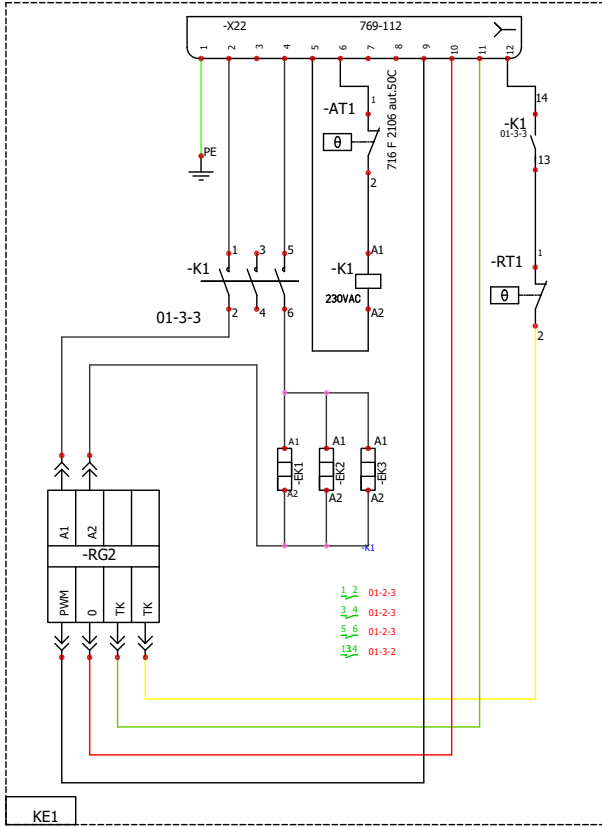 -X22 769-112
1 2 3 4 5 6 7 8 9 10 11 12
14
-K1
01-3-3
13
-AT1 1
θ
716 F 2106 aut.50C
2
PE
-K1 1 3 5
2 4 6
01-3-3
A1
-K1
230VAC
A2
-RT1 1
θ
2
A1 A1 A1
-EK1 -EK2 -EK3
A2 A2 A2
-K1
A1 A2
-RG2
PWM 0 TK TK
1 2 01-2-3
3 4 01-2-3
5 6 01-2-3
1314 01-3-2
KE1